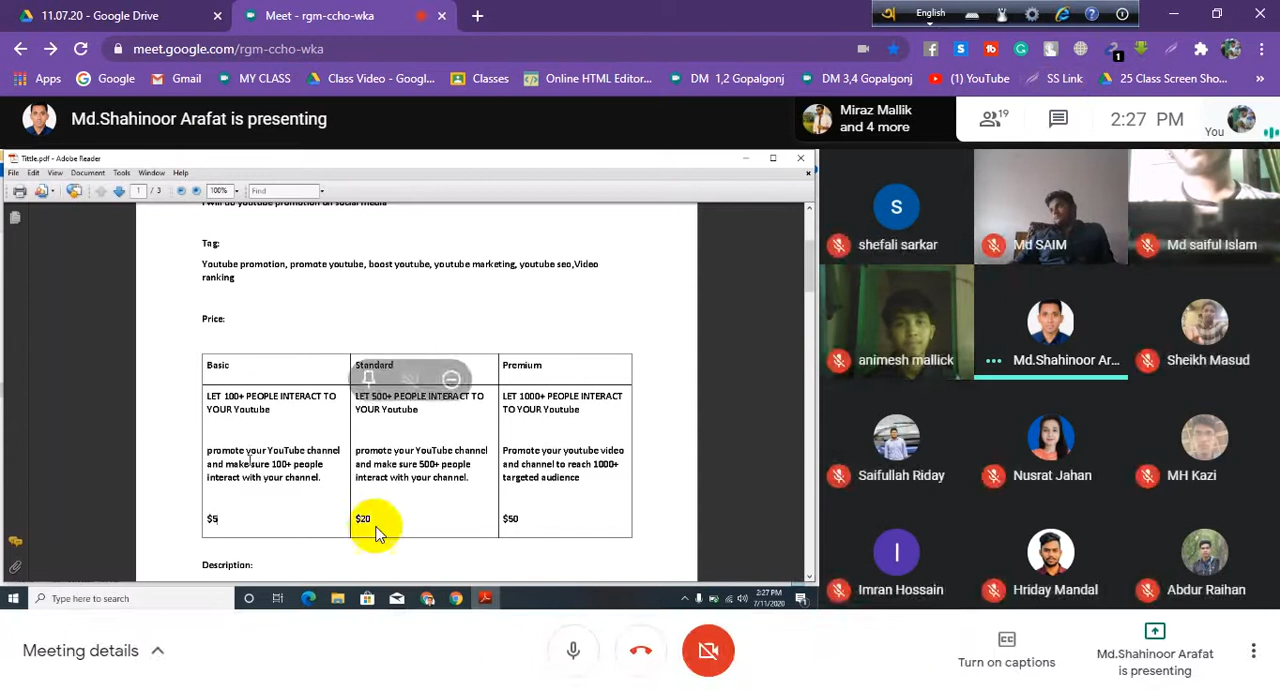 11.07.20 - Google Drive
Meet - rgm-ccho-wka
English
meet.google.com/rgm-ccho-wka
1
Apps
Google
Gmail
MY CLASS
Class Video - Googl...
Classes
Online HTML Editor...
DM 1,2 Gopalgonj
DM 3,4 Gopalgonj
(1) YouTube
SS Link
25 Class Screen Sho...
Md.Shahinoor Arafat is presenting
Miraz Mallik
and 4 more
19
2:27 PM
You
Tittle.pdf - Adobe Reader
File Edit View Document Tools Window Help
1 / 3
100%
Find
I will do youtube promotion on social media
Tag:
Youtube promotion, promote youtube, boost youtube, youtube marketing, youtube seo,Video
ranking
Price:
Basic
Standard
Premium
LET 100+ PEOPLE INTERACT TO
YOUR Youtube
LET 500+ PEOPLE INTERACT TO
YOUR Youtube
LET 1000+ PEOPLE INTERACT
TO YOUR Youtube
promote your YouTube channel
and make sure 100+ people
interact with your channel.
promote your YouTube channel
and make sure 500+ people
interact with your channel.
Promote your youtube video
and channel to reach 1000+
targeted audience
$5
$20
$50
Description:
S
shefali sarkar
Md SAIM
Md saiful Islam
animesh mallick
Md.Shahinoor Ar...
Sheikh Masud
Saifullah Riday
Nusrat Jahan
MH Kazi
I
Imran Hossain
Hriday Mandal
Abdur Raihan
Type here to search
2:27 PM
7/11/2020
Meeting details
Turn on captions
Md.Shahinoor Arafat
is presenting